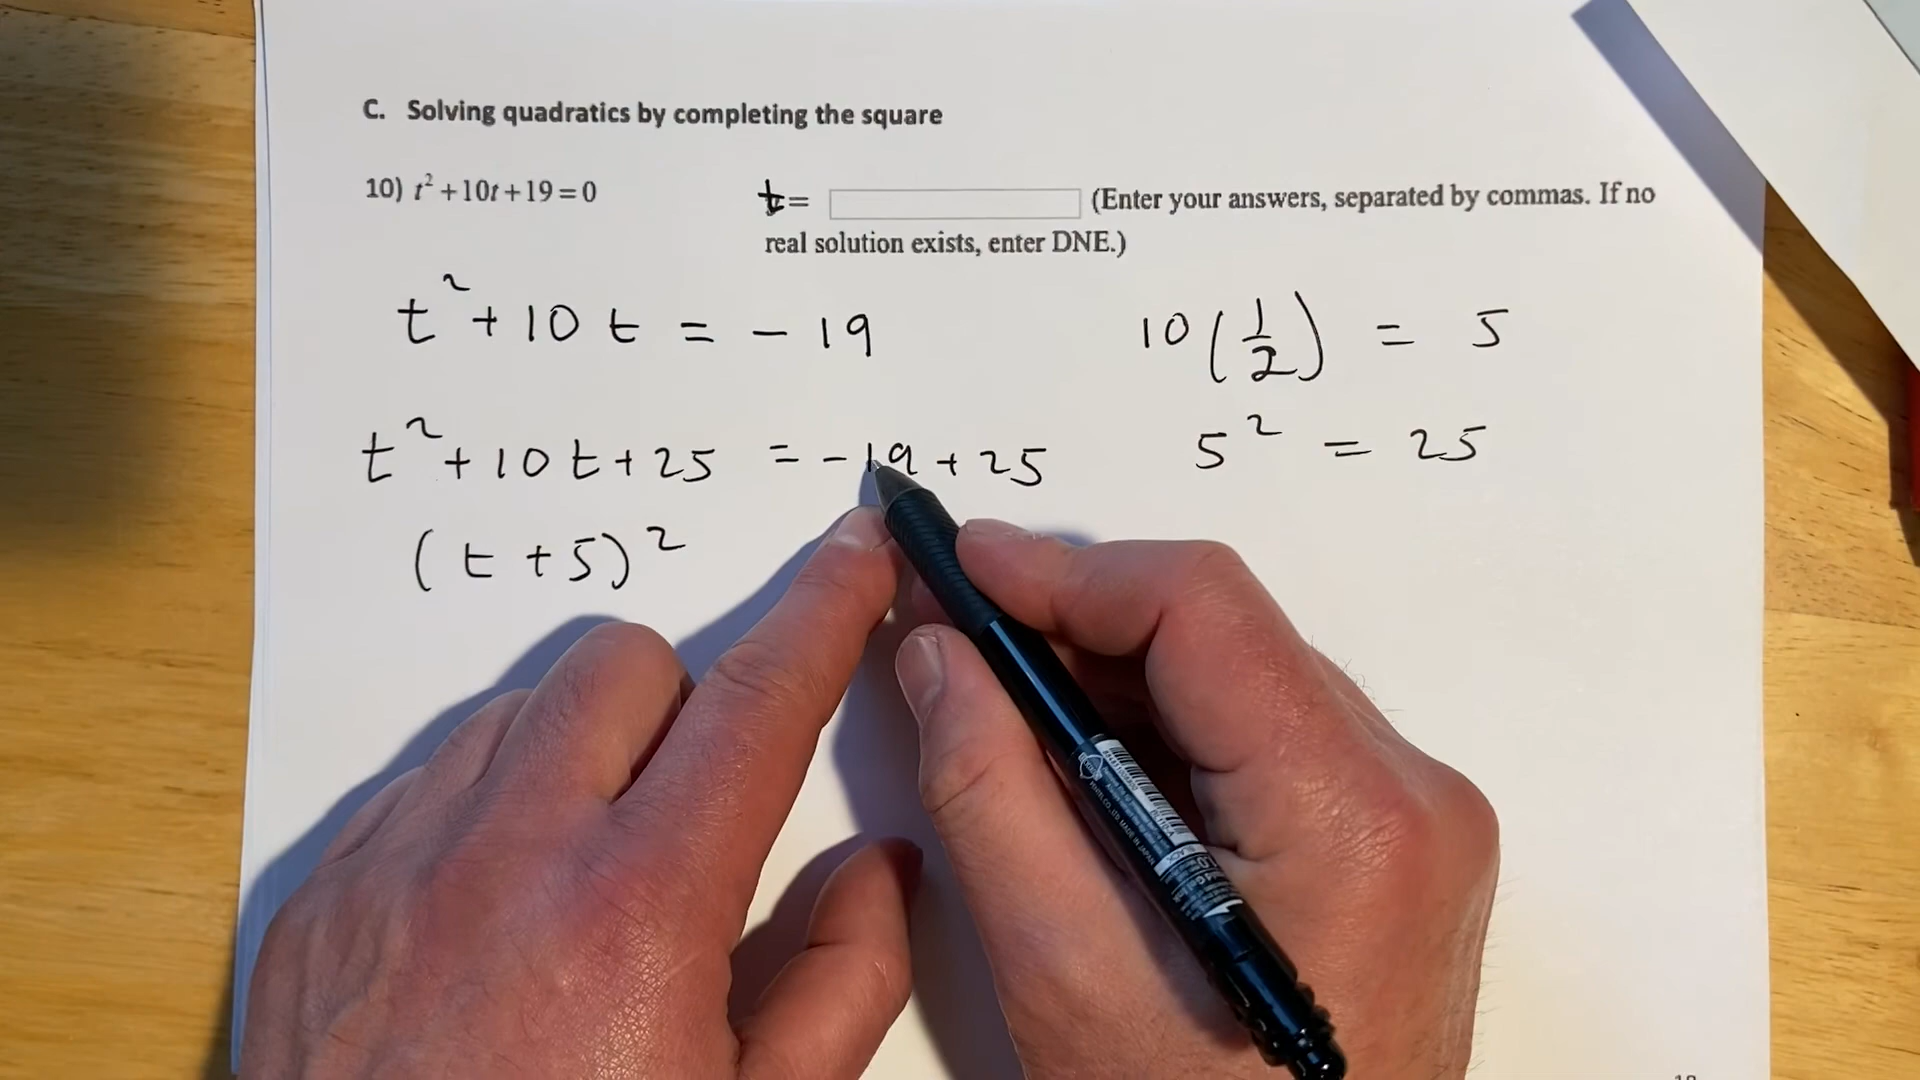 C. Solving quadratics by completing the square
10) t² + 10t + 19 = 0
t = (Enter your answers, separated by commas. If no
real solution exists, enter DNE.)
t² + 10t = - 19
10(1/2) = 5
t² + 10t + 25 = -19 + 25
5² = 25
(t + 5)²